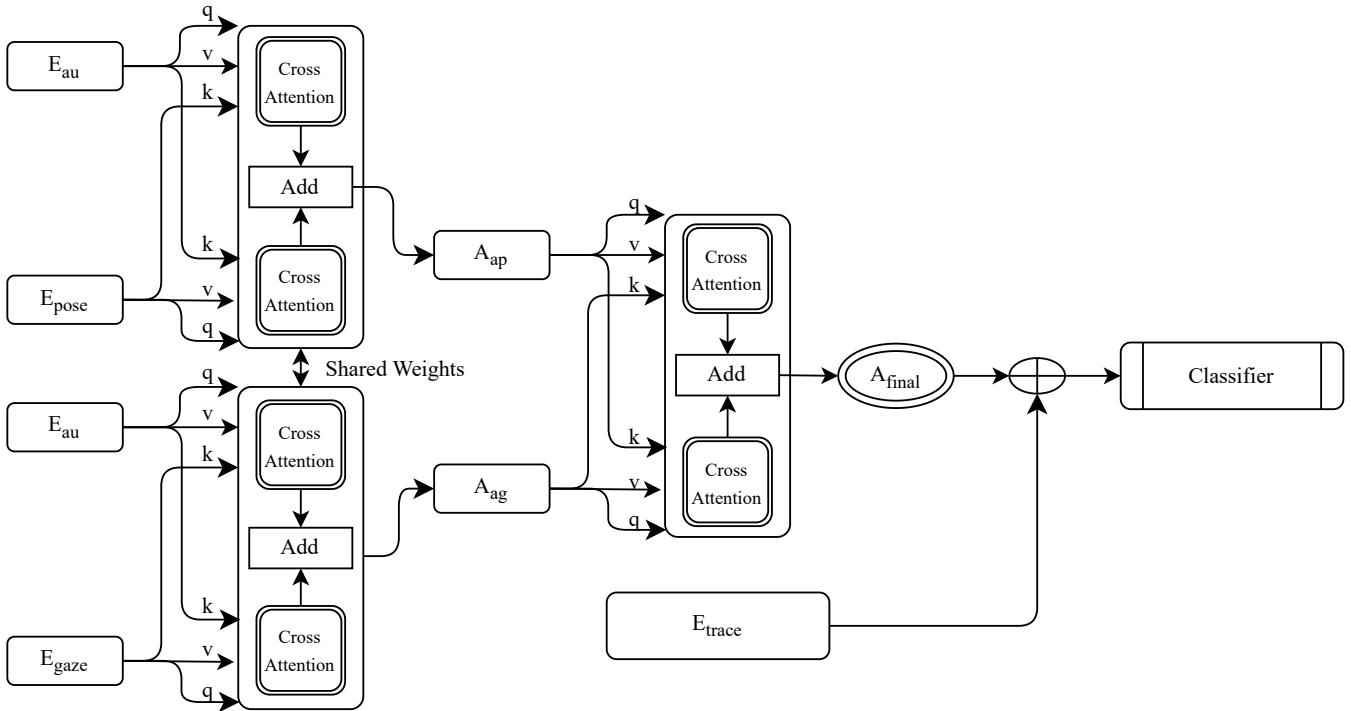 q
E_au
v
k
Cross
Attention
Add
k
E_pose
v
q
Cross
Attention
Shared Weights
q
E_au
v
k
Cross
Attention
Add
k
E_gaze
v
q
Cross
Attention
A_ap
A_ag
q
v
k
Cross
Attention
Add
k
v
q
Cross
Attention
A_final
Classifier
E_trace